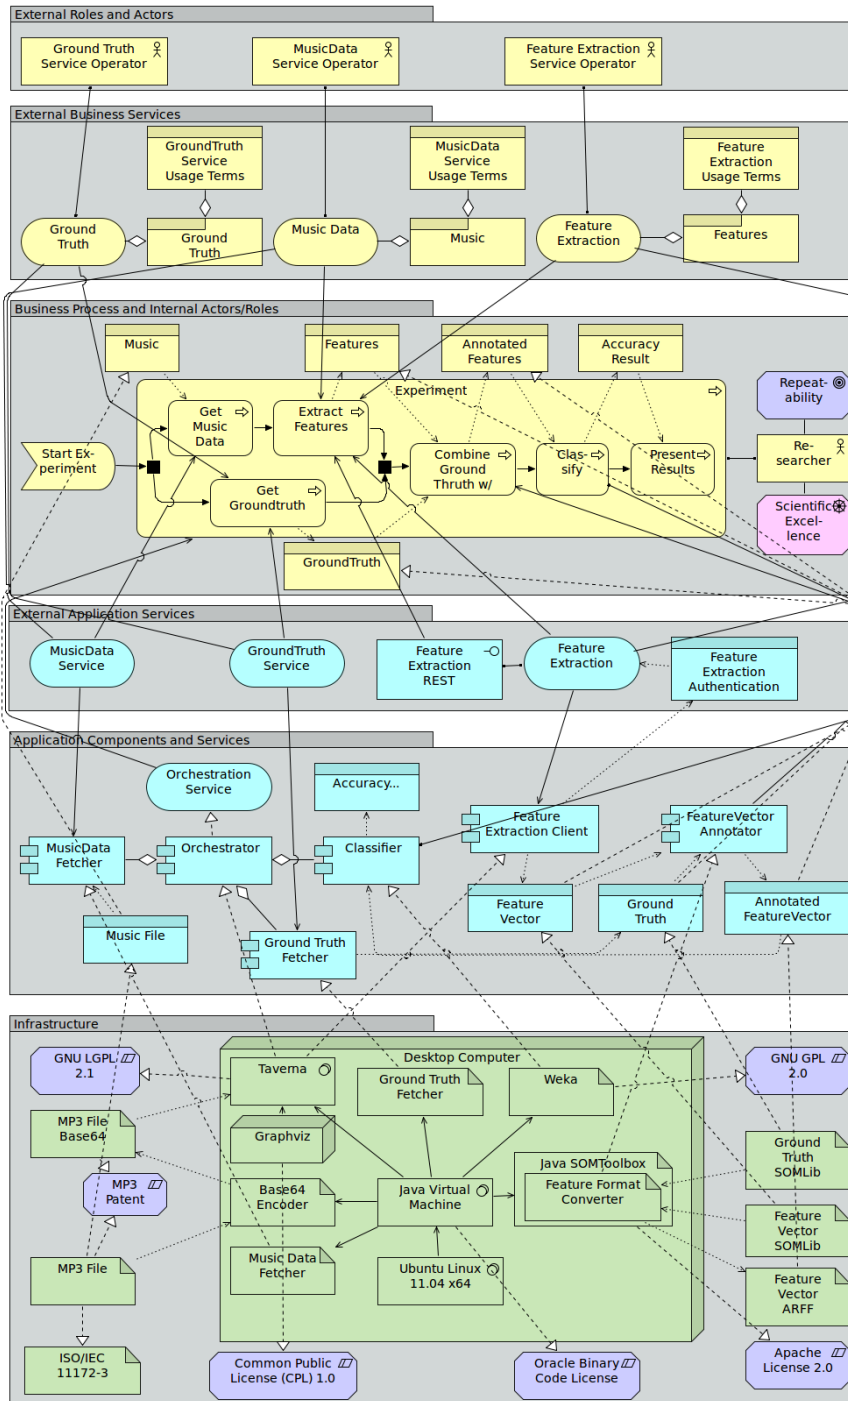 External Roles and Actors
Ground Truth
Service Operator
MusicData
Service Operator
Feature Extraction
Service Operator
External Business Services
GroundTruth
Service
Usage Terms
MusicData
Service
Usage Terms
Feature
Extraction
Usage Terms
Ground
Truth
Ground
Truth
Music Data
Music
Feature
Extraction
Features
Business Process and Internal Actors/Roles
Music
Features
Annotated
Features
Accuracy
Result
Experiment
Repeat-
ability
Get
Music
Data
Extract
Features
Start Ex-
periment
Combine
Ground
Thruth w/
Clas-
sify
Present
Results
Re-
searcher
Get
Groundtruth
Scientific
Excel-
lence
GroundTruth
External Application Services
MusicData
Service
GroundTruth
Service
Feature
Extraction
REST
Feature
Extraction
Feature
Extraction
Authentication
Application Components and Services
Orchestration
Service
Accuracy...
MusicData
Fetcher
Orchestrator
Classifier
Feature
Extraction Client
FeatureVector
Annotator
Music File
Ground Truth
Fetcher
Feature
Vector
Ground
Truth
Annotated
FeatureVector
Infrastructure
GNU LGPL
2.1
Desktop Computer
Taverna
Ground Truth
Fetcher
Weka
GNU GPL
2.0
MP3 File
Base64
Graphviz
Ground
Truth
SOMLib
MP3
Patent
Base64
Encoder
Java Virtual
Machine
Java SOMToolbox
Feature Format
Converter
Feature
Vector
SOMLib
MP3 File
Music Data
Fetcher
Ubuntu Linux
11.04 x64
Feature
Vector
ARFF
ISO/IEC
11172-3
Common Public
License (CPL) 1.0
Oracle Binary
Code License
Apache
License 2.0